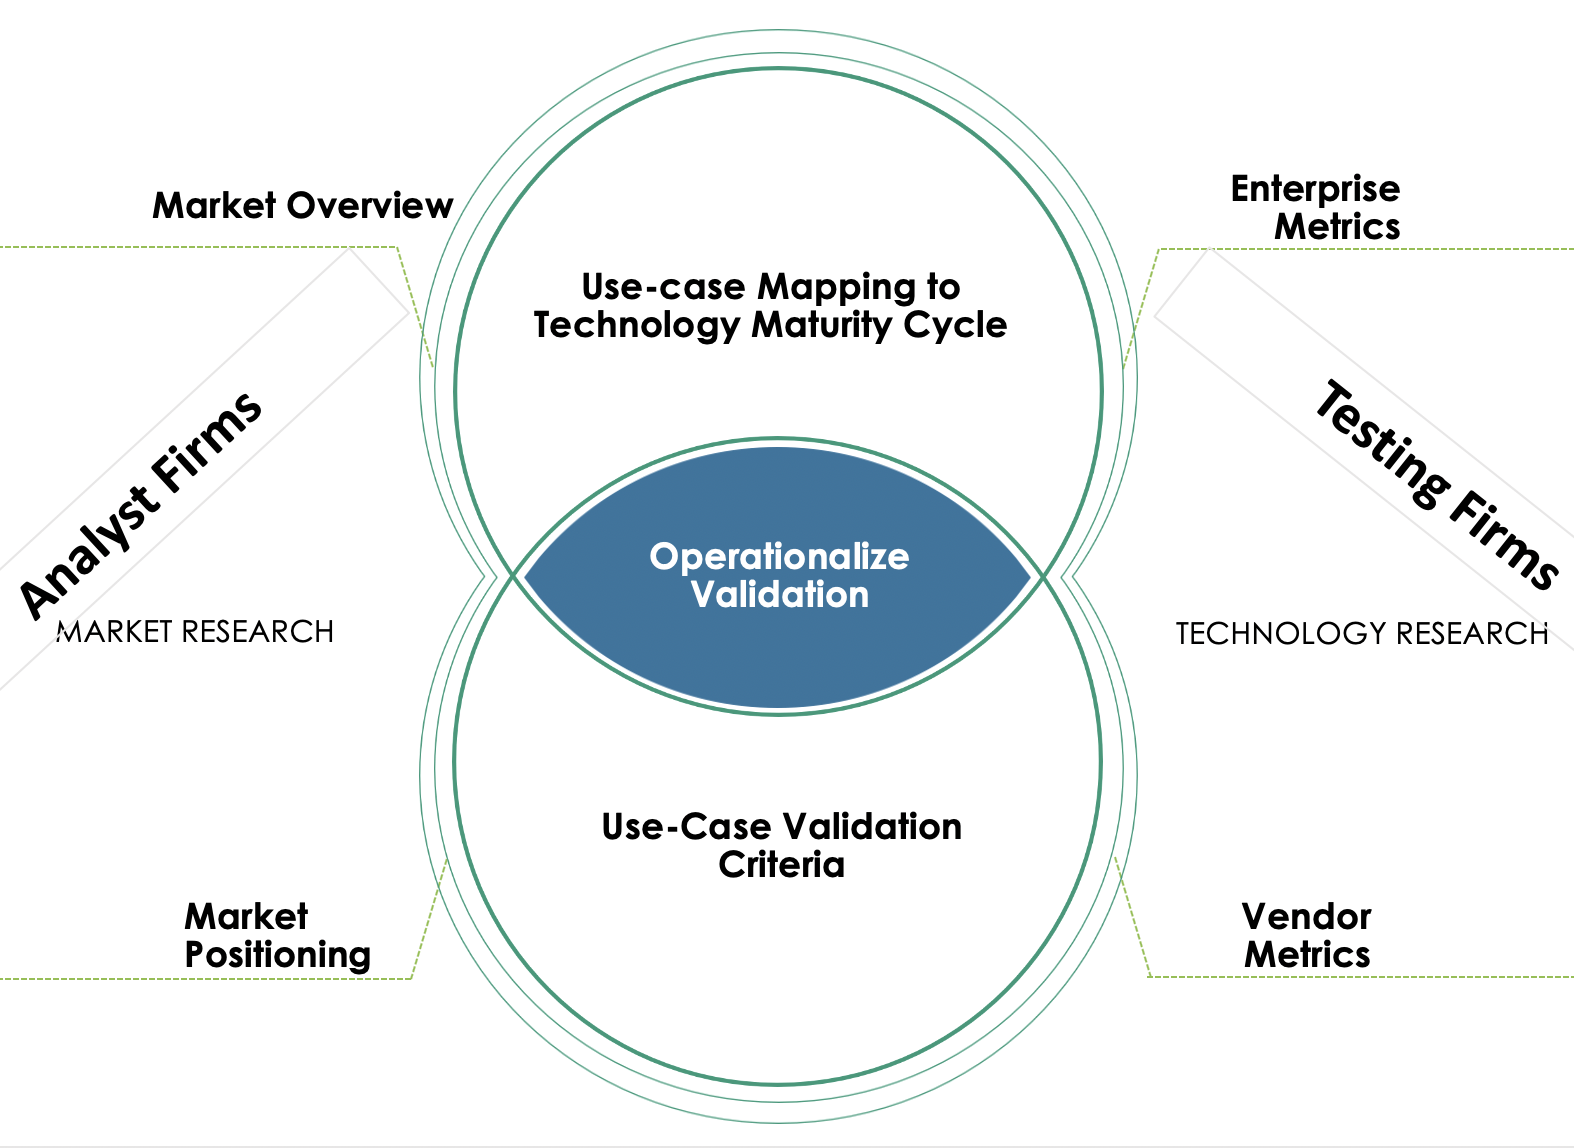 Market Overview
Enterprise
Metrics
Use-case Mapping to
Technology Maturity Cycle
Analyst Firms
Testing Firms
Operationalize
Validation
MARKET RESEARCH
TECHNOLOGY RESEARCH
Use-Case Validation
Criteria
Market
Positioning
Vendor
Metrics